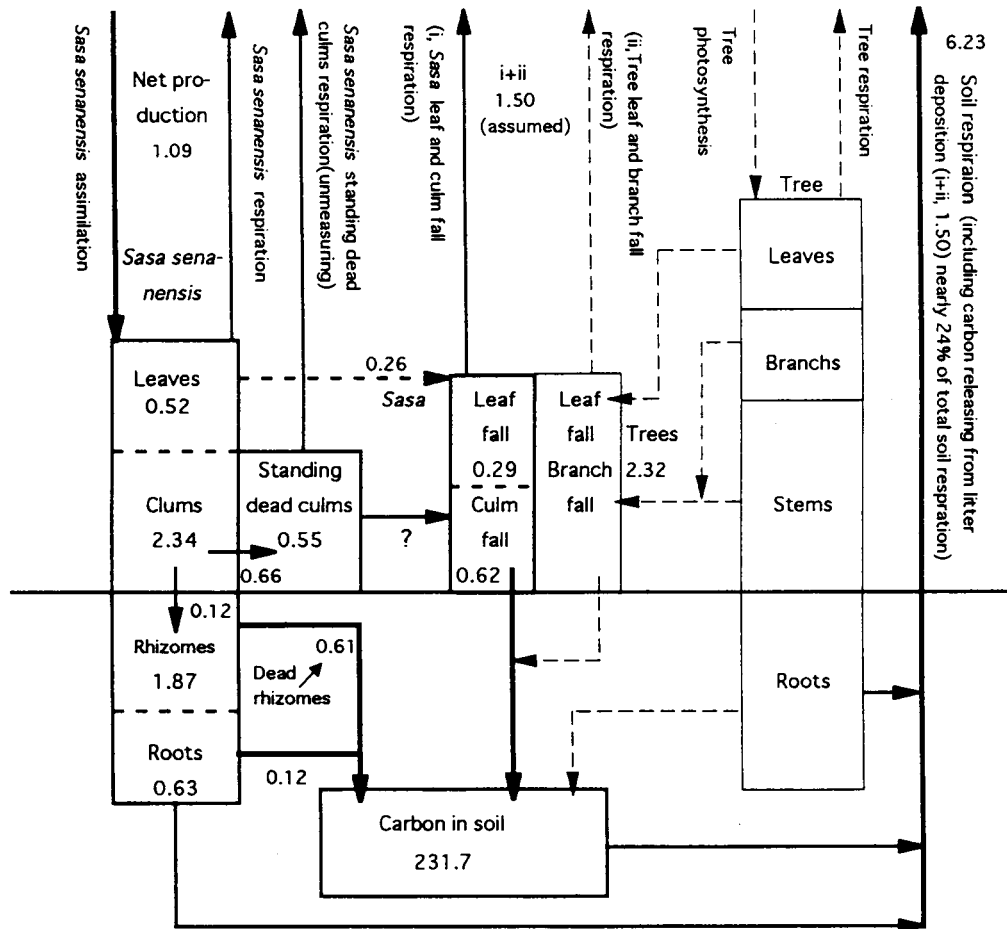 Sasa senanensis assimilation
Net pro-
duction
1.09
Sasa sena-
nensis
Sasa senanensis respiration
Sasa senanensis standing dead
culms respiration(unmeasuring)
(i, Sasa leaf and culm fall
respiration)
i+ii
1.50
(assumed)
(ii,Tree leaf and branch fall
respiration)
Tree
photosynthesis
Tree respiration
6.23 Soil respiraion (including carbon releasing from litter
deposition (i+ii, 1.50) nearly 24% of total soil respration)
Tree
Leaves
Branchs
Stems
Roots
Leaves
0.52
0.26
Sasa
Clums
2.34
Standing
dead culms
0.55
0.66
?
Leaf
fall
0.29
Culm
fall
0.62
Leaf
fall
Branch
fall
Trees
2.32
0.12
Rhizomes
1.87
0.61
Dead
rhizomes
Roots
0.63
0.12
Carbon in soil
231.7